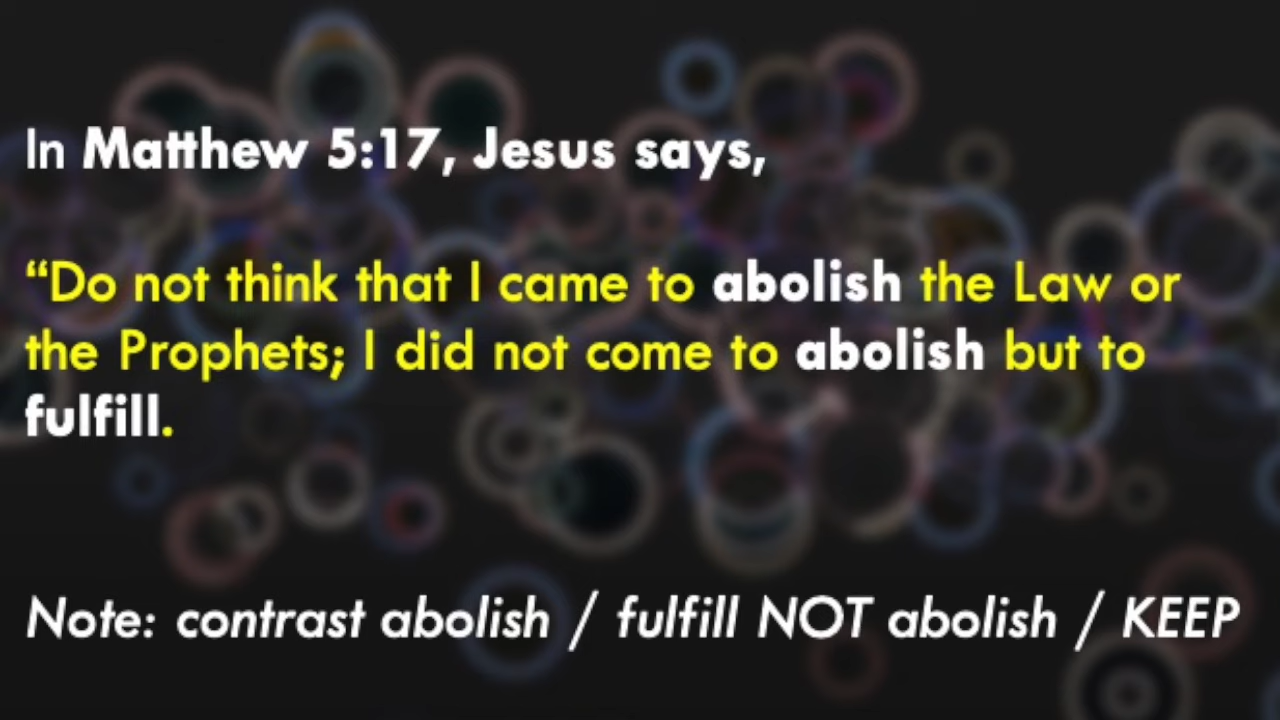 In Matthew 5:17, Jesus says,
“Do not think that I came to abolish the Law or
the Prophets; I did not come to abolish but to
fulfill.
Note: contrast abolish / fulfill NOT abolish / KEEP